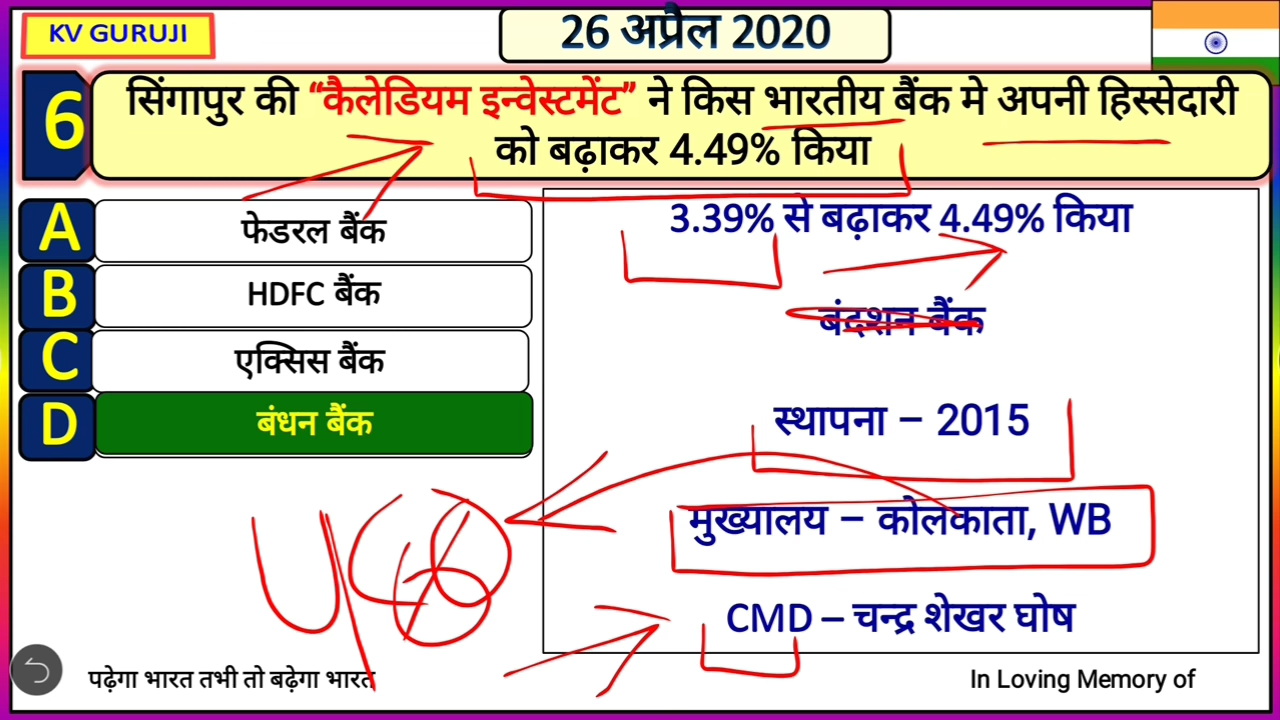 KV GURUJI
26 अप्रैल 2020
6
सिंगापुर की “कैलेडियम इन्वेस्टमेंट” ने किस भारतीय बैंक मे अपनी हिस्सेदारी
को बढ़ाकर 4.49% किया
A फेडरल बैंक
B HDFC बैंक
C एक्सिस बैंक
D बंधन बैंक
3.39% से बढ़ाकर 4.49% किया
बंदशन बैंक
स्थापना – 2015
मुख्यालय – कोलकाता, WB
CMD – चन्द्र शेखर घोष
पढ़ेगा भारत तभी तो बढ़ेगा भारत
In Loving Memory of